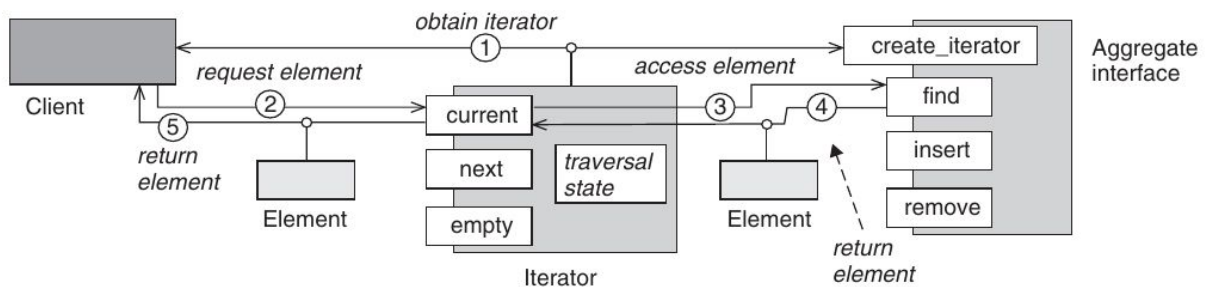 obtain iterator
1
create_iterator
Aggregate
interface
request element
access element
Client
2
current
3
4
find
5
return
element
next
traversal
state
insert
Element
empty
Element
remove
return
element
Iterator